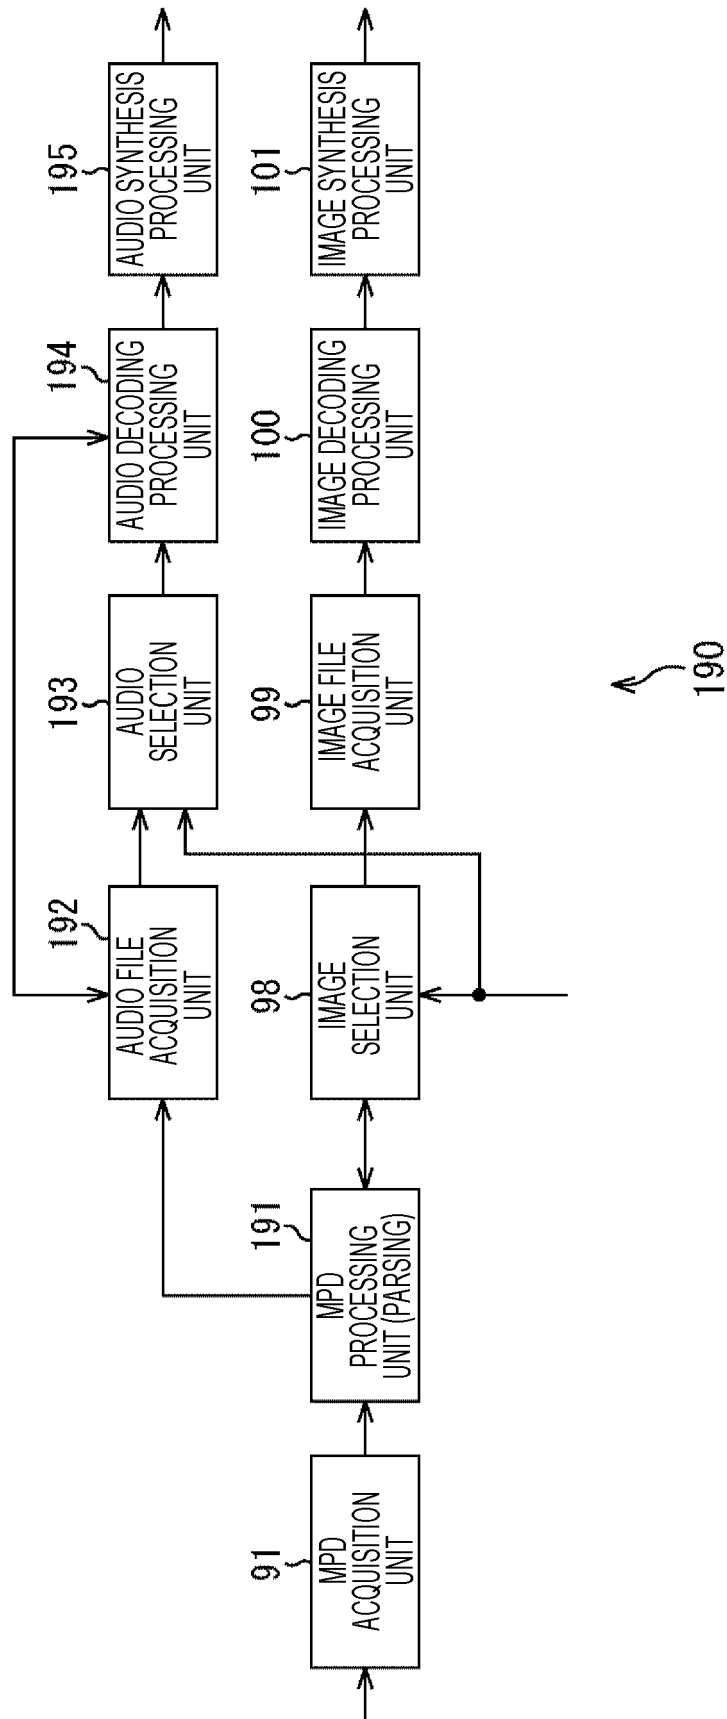 91
MPD
ACQUISITION
UNIT
191
MPD
PROCESSING
UNIT (PARSING)
192
AUDIO FILE
ACQUISITION
UNIT
193
AUDIO
SELECTION
UNIT
194
AUDIO DECODING
PROCESSING
UNIT
195
AUDIO SYNTHESIS
PROCESSING
UNIT
98
IMAGE
SELECTION
UNIT
99
IMAGE FILE
ACQUISITION
UNIT
100
IMAGE DECODING
PROCESSING
UNIT
101
IMAGE SYNTHESIS
PROCESSING
UNIT
190